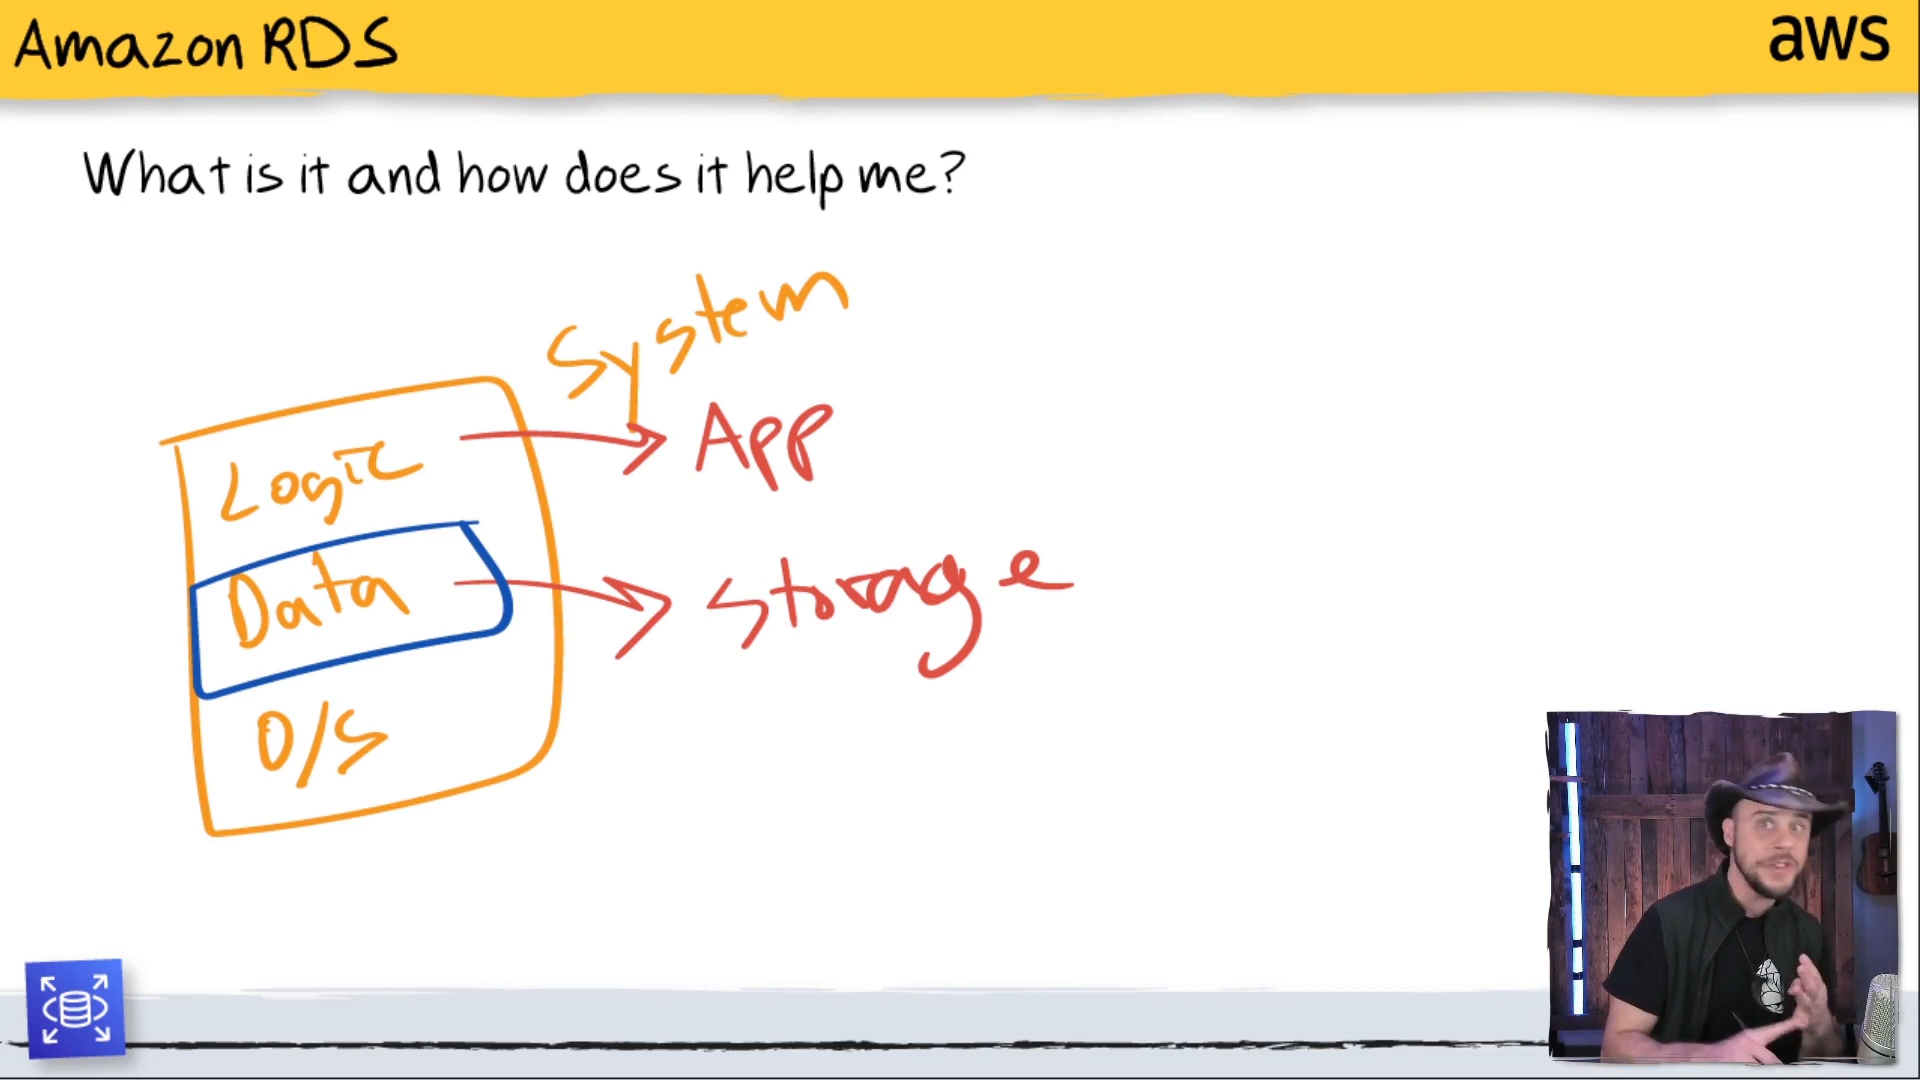 Amazon RDS
aws
What is it and how does it help me?
System
Logic
App
Data
Storage
O/S